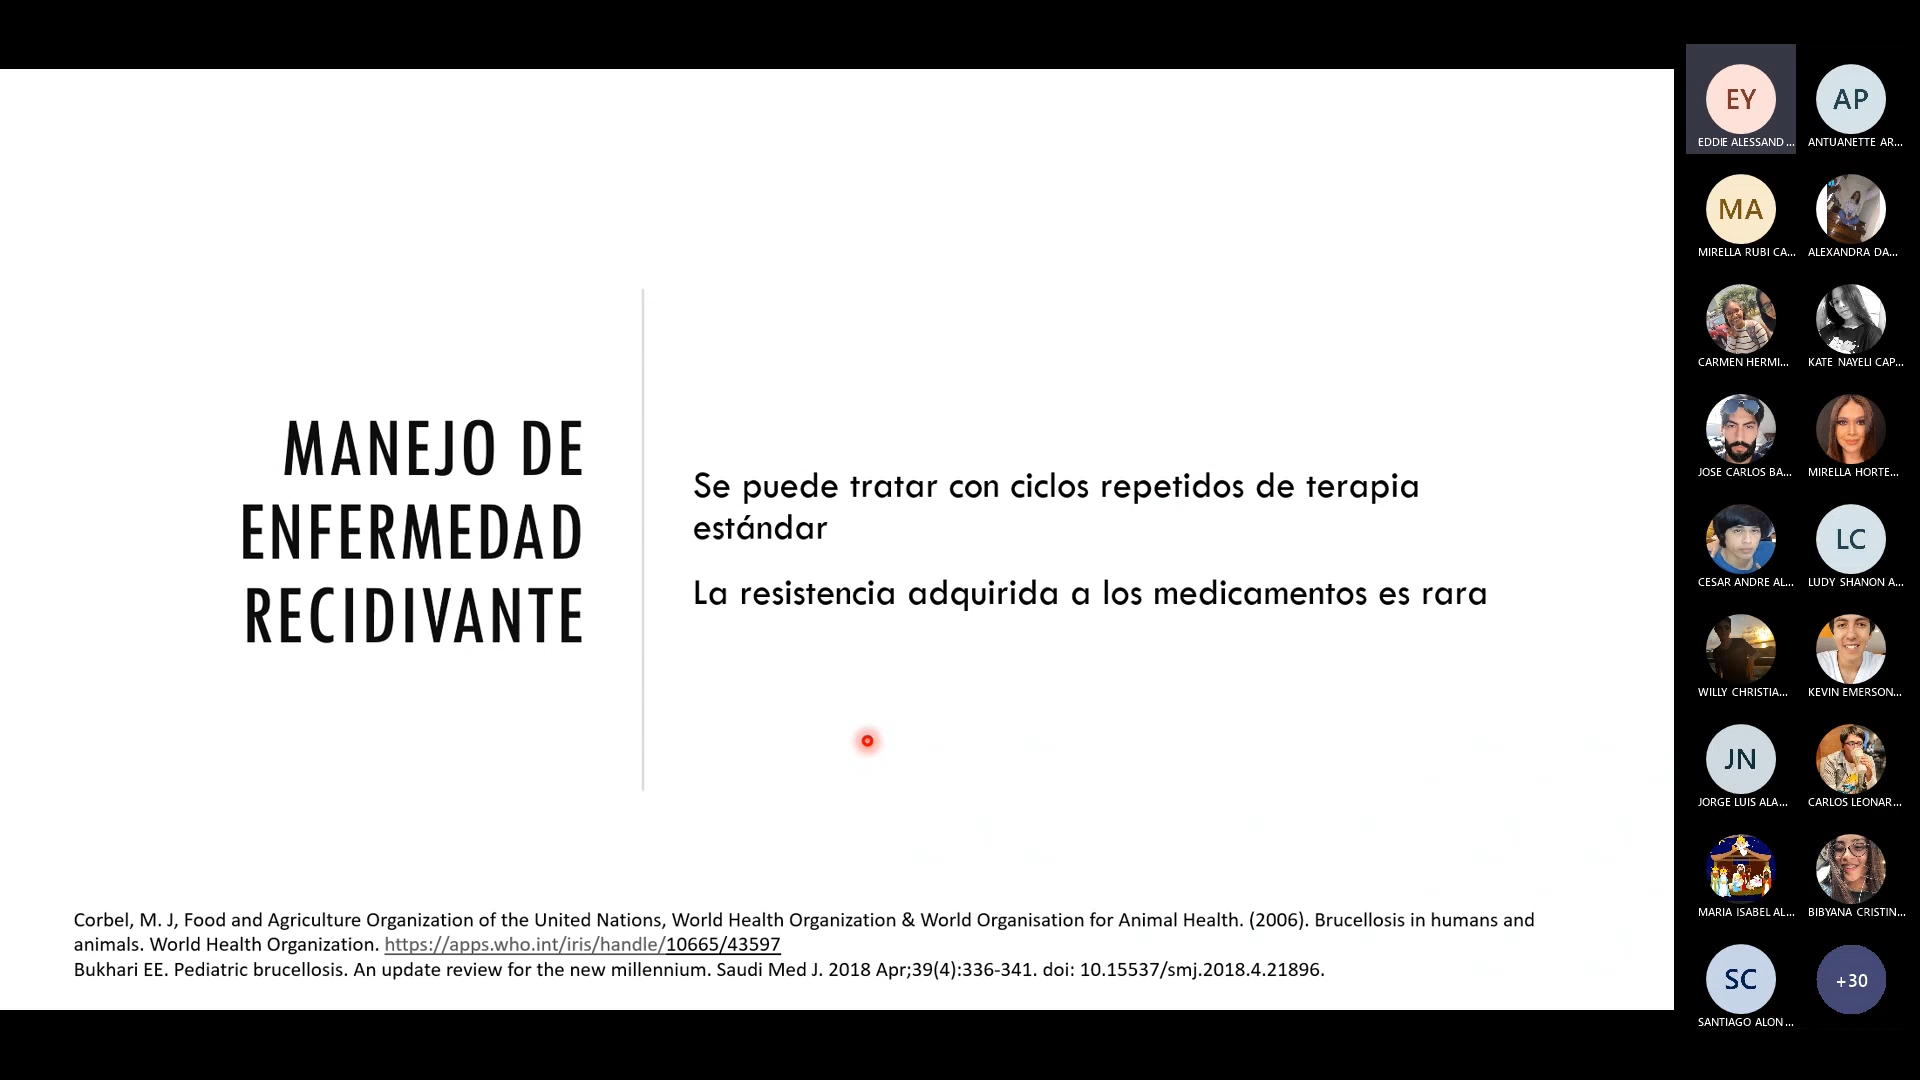 MANEJO DE
ENFERMEDAD
RECIDIVANTE
Se puede tratar con ciclos repetidos de terapia
estándar
La resistencia adquirida a los medicamentos es rara
Corbel, M. J, Food and Agriculture Organization of the United Nations, World Health Organization & World Organisation for Animal Health. (2006). Brucellosis in humans and
animals. World Health Organization. https://apps.who.int/iris/handle/10665/43597
Bukhari EE. Pediatric brucellosis. An update review for the new millennium. Saudi Med J. 2018 Apr;39(4):336-341. doi: 10.15537/smj.2018.4.21896.
EY
EDDIE ALESSAND...
AP
ANTUANETTE AR...
MA
MIRELLA RUBI CA...
ALEXANDRA DA...
CARMEN HERMI...
KATE NAYELI CAP...
JOSE CARLOS BA...
MIRELLA HORTE...
CESAR ANDRE AL...
LC
LUDY SHANON A...
WILLY CHRISTIA...
KEVIN EMERSON...
JN
JORGE LUIS ALA...
CARLOS LEONAR...
MARIA ISABEL AL...
BIBYANA CRISTIN...
SC
SANTIAGO ALON...
+30